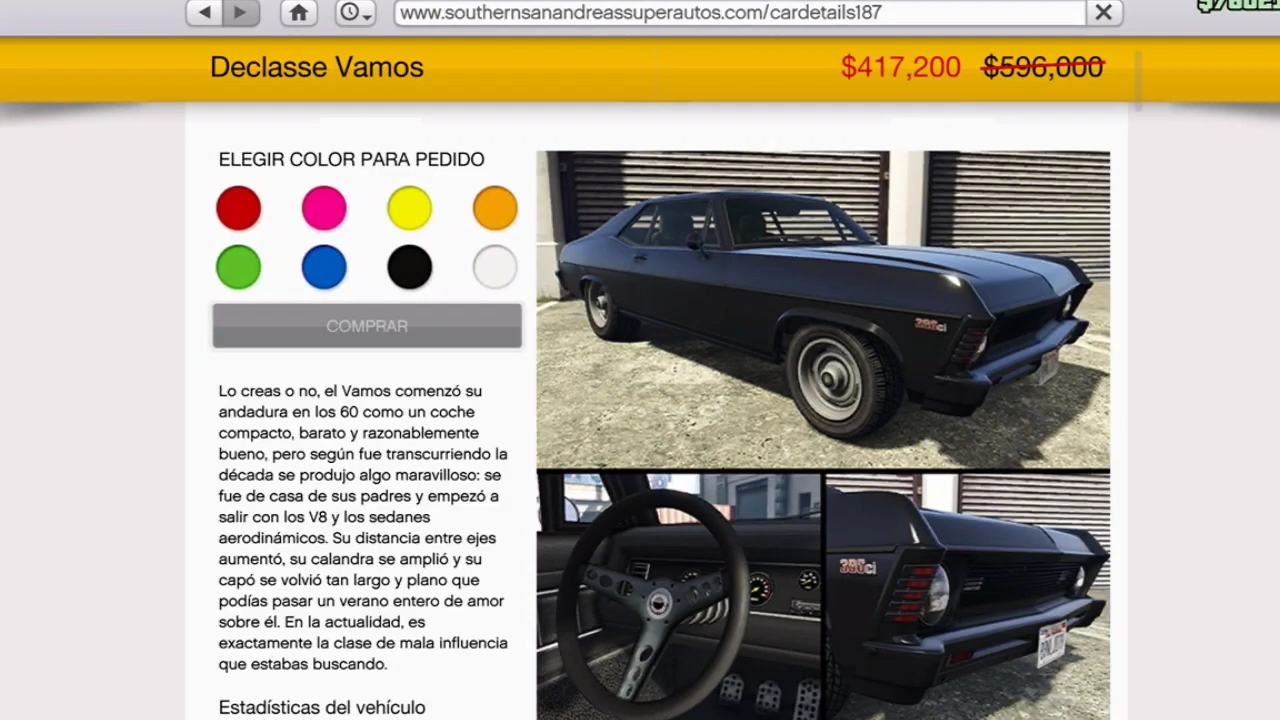 www.southernsanandreassuperautos.com/cardetails187
Declasse Vamos
$417,200 $596,000
ELEGIR COLOR PARA PEDIDO
COMPRAR
Lo creas o no, el Vamos comenzó su
andadura en los 60 como un coche
compacto, barato y razonablemente
bueno, pero según fue transcurriendo la
década se produjo algo maravilloso: se
fue de casa de sus padres y empezó a
salir con los V8 y los sedanes
aerodinámicos. Su distancia entre ejes
aumentó, su calandra se amplió y su
capó se volvió tan largo y plano que
podías pasar un verano entero de amor
sobre él. En la actualidad, es
exactamente la clase de mala influencia
que estabas buscando.
Estadísticas del vehículo